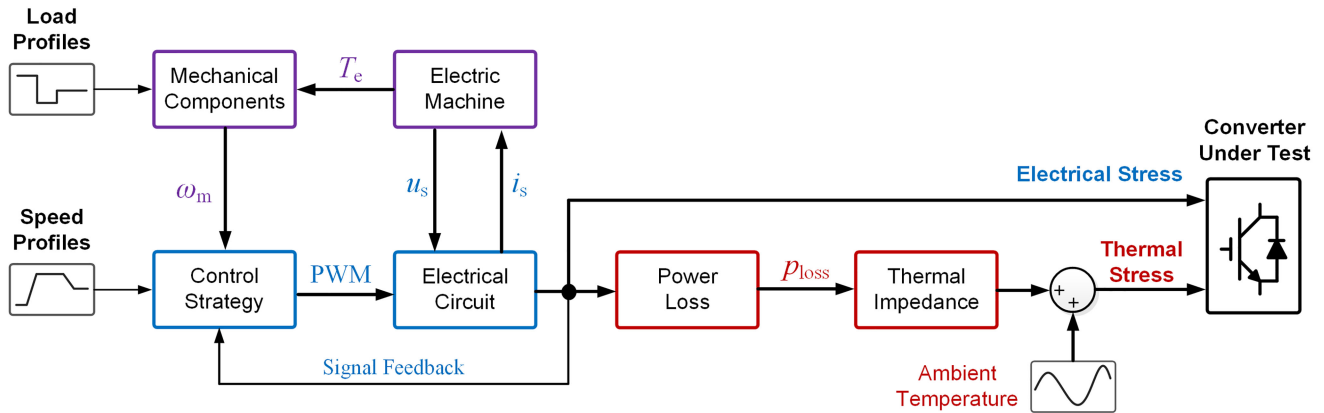 Load
Profiles
Mechanical
Components
Te
Electric
Machine
ωm
us
is
Speed
Profiles
Control
Strategy
PWM
Electrical
Circuit
Signal Feedback
Power
Loss
ploss
Thermal
Impedance
+
+
Ambient
Temperature
Electrical Stress
Thermal
Stress
Converter
Under Test